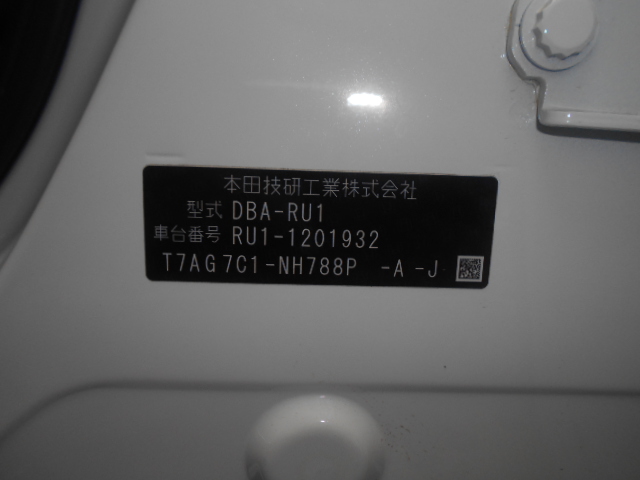 本田技研工業株式会社
型式 DBA-RU1
車台番号 RU1-1201932
T7AG7C1-NH788P -A-J